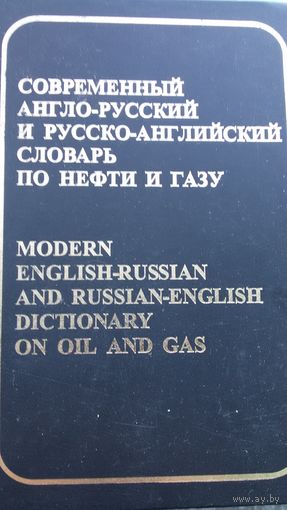 СОВРЕМЕННЫЙ
АНГЛО-РУССКИЙ
И РУССКО-АНГЛИЙСКИЙ
СЛОВАРЬ
ПО НЕФТИ И ГАЗУ
MODERN
ENGLISH-RUSSIAN
AND RUSSIAN-ENGLISH
DICTIONARY
ON OIL AND GAS
www.ay.by